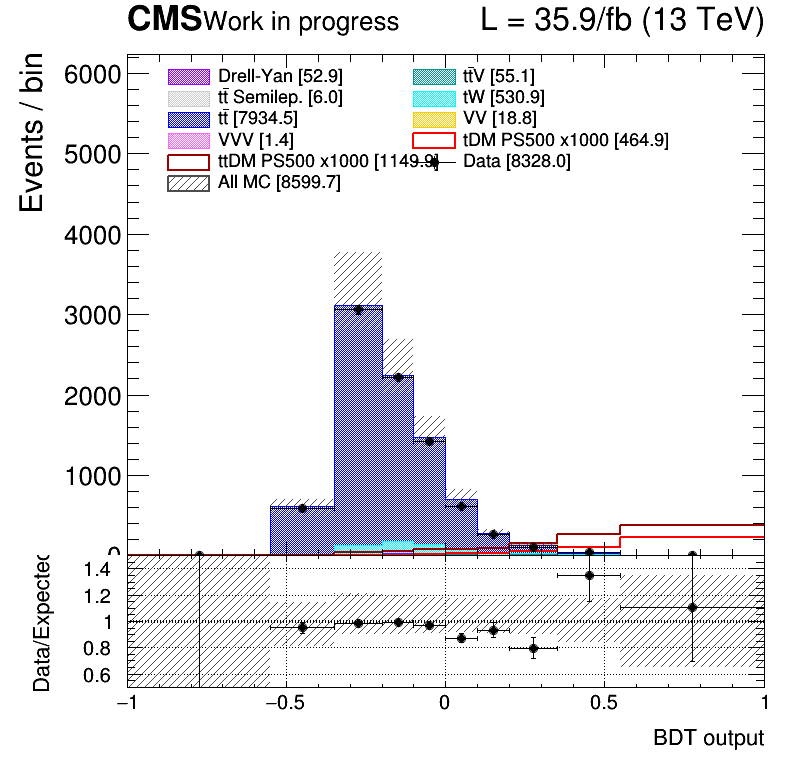 CMS Work in progress L = 35.9/fb (13 TeV)
Events / bin
6000
5000
4000
3000
2000
1000
0
Drell-Yan [52.9] tt̄V [55.1]
tt̄ Semilep. [6.0] tW [530.9]
tt̄ [7934.5] VV [18.8]
VVV [1.4] tDM PS500 x1000 [464.9]
ttDM PS500 x1000 [1149.9] Data [8328.0]
All MC [8599.7]
Data/Expected
1.4
1.2
1
0.8
0.6
−1 −0.5 0 0.5 1
BDT output